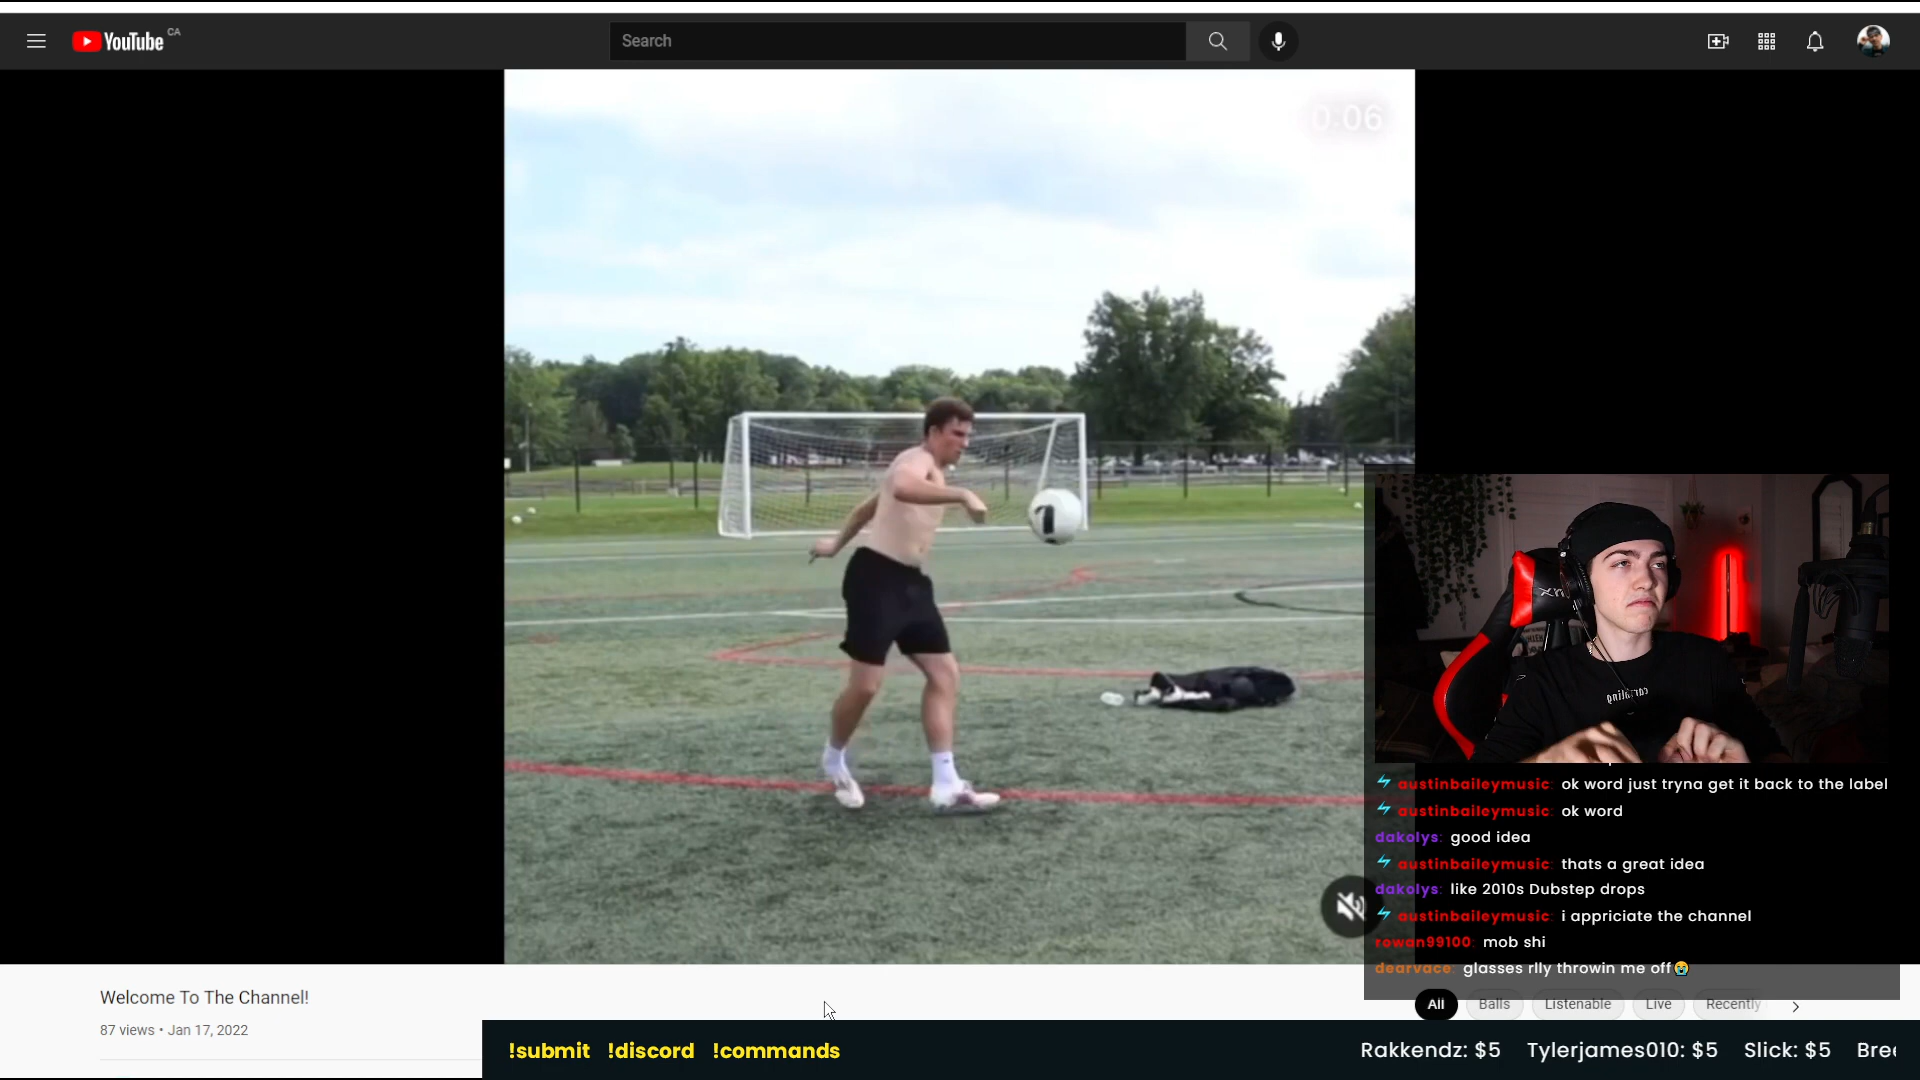 YouTube CA
Search
0:06
austinbaileymusic: ok word just tryna get it back to the label
austinbaileymusic: ok word
dakolys: good idea
austinbaileymusic: thats a great idea
dakolys: like 2010s Dubstep drops
austinbaileymusic: i appriciate the channel
rowan99100: mob shi
dearvace: glasses rlly throwin me off😭
Welcome To The Channel!
87 views • Jan 17, 2022
All Balls Listenable Live Recently
!submit !discord !commands
Rakkendz: $5 Tylerjames010: $5 Slick: $5